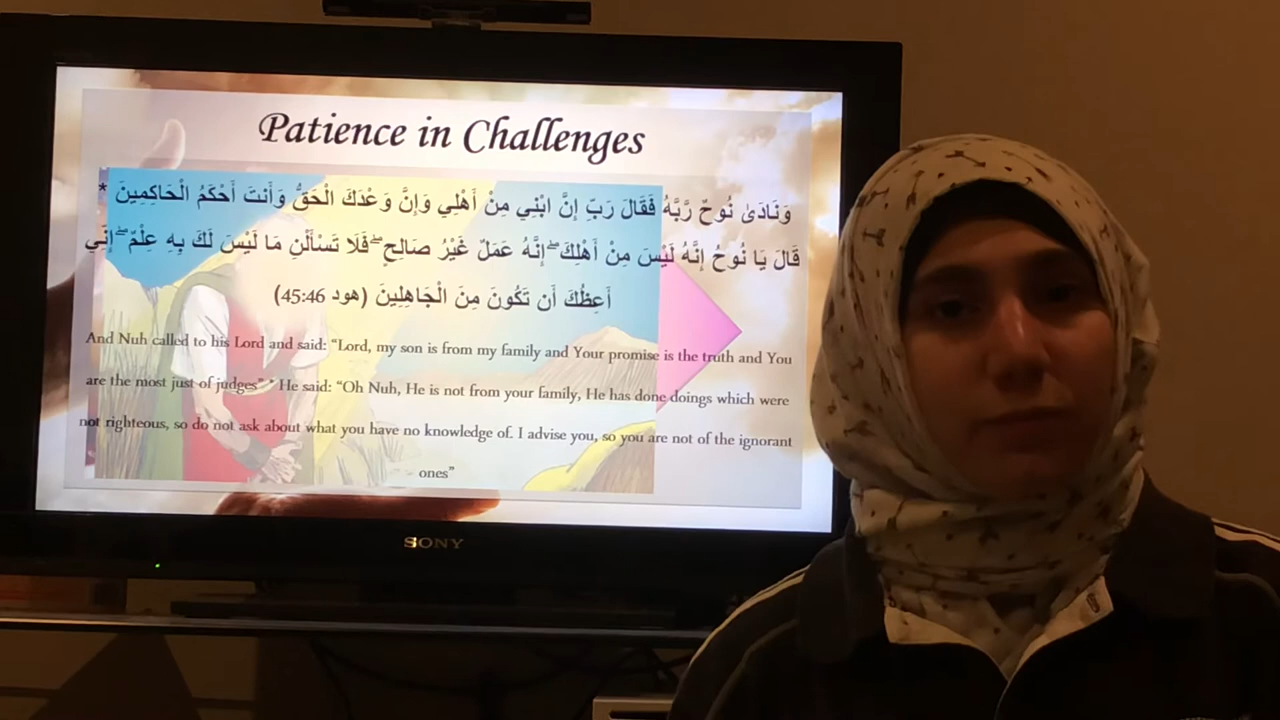 Patience in Challenges
وَنَادَىٰ نُوحٌ رَّبَّهُ فَقَالَ رَبِّ إِنَّ ابْنِي مِنْ أَهْلِي وَإِنَّ وَعْدَكَ الْحَقُّ وَأَنتَ أَحْكَمُ الْحَاكِمِينَ *
قَالَ يَا نُوحُ إِنَّهُ لَيْسَ مِنْ أَهْلِكَ ۖ إِنَّهُ عَمَلٌ غَيْرُ صَالِحٍ ۖ فَلَا تَسْأَلْنِ مَا لَيْسَ لَكَ بِهِ عِلْمٌ ۖ إِنِّي
أَعِظُكَ أَن تَكُونَ مِنَ الْجَاهِلِينَ (هود 45:46)
And Nuh called to his Lord and said: “Lord, my son is from my family and Your promise is the truth and You
are the most just of judges” * He said: “Oh Nuh, He is not from your family, He has done doings which were
not righteous, so do not ask about what you have no knowledge of. I advise you, so you are not of the ignorant
ones”
SONY